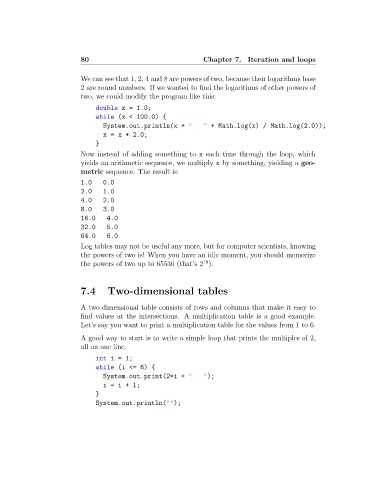 80 Chapter 7. Iteration and loops
We can see that 1, 2, 4 and 8 are powers of two, because their logarithms base
2 are round numbers. If we wanted to find the logarithms of other powers of
two, we could modify the program like this:
double x = 1.0;
while (x < 100.0) {
System.out.println(x + "   " + Math.log(x) / Math.log(2.0));
x = x * 2.0;
}
Now instead of adding something to x each time through the loop, which
yields an arithmetic sequence, we multiply x by something, yielding a geo-
metric sequence. The result is:
1.0   0.0
2.0   1.0
4.0   2.0
8.0   3.0
16.0   4.0
32.0   5.0
64.0   6.0
Log tables may not be useful any more, but for computer scientists, knowing
the powers of two is! When you have an idle moment, you should memorize
the powers of two up to 65536 (that's 2¹⁶).
7.4 Two-dimensional tables
A two-dimensional table consists of rows and columns that make it easy to
find values at the intersections. A multiplication table is a good example.
Let's say you want to print a multiplication table for the values from 1 to 6.
A good way to start is to write a simple loop that prints the multiples of 2,
all on one line.
int i = 1;
while (i <= 6) {
System.out.print(2*i + "   ");
i = i + 1;
}
System.out.println("");